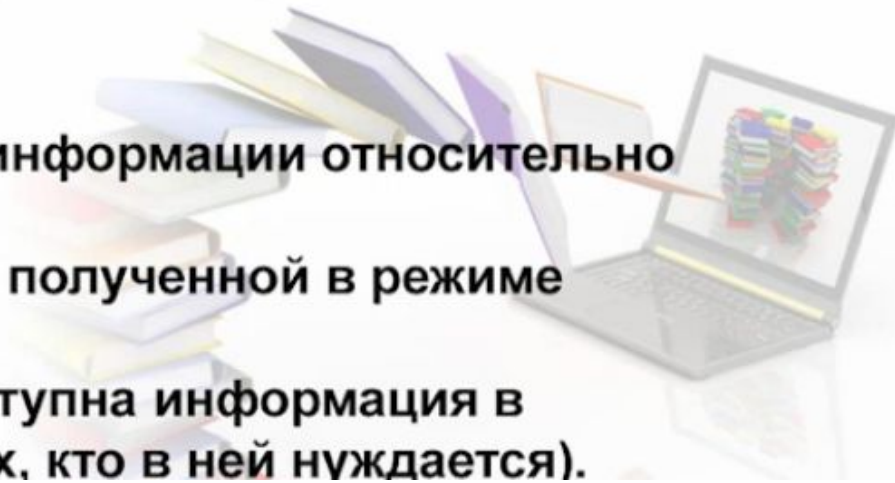 информации относительно
полученной в режиме
тупна информация в
х, кто в ней нуждается).